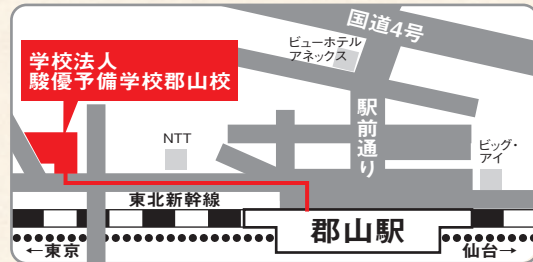 国道4号
ビューホテル
アネックス
学校法人
駿優予備学校郡山校
駅前通り
NTT
ビッグ・
アイ
東北新幹線
郡山駅
←東京
仙台→